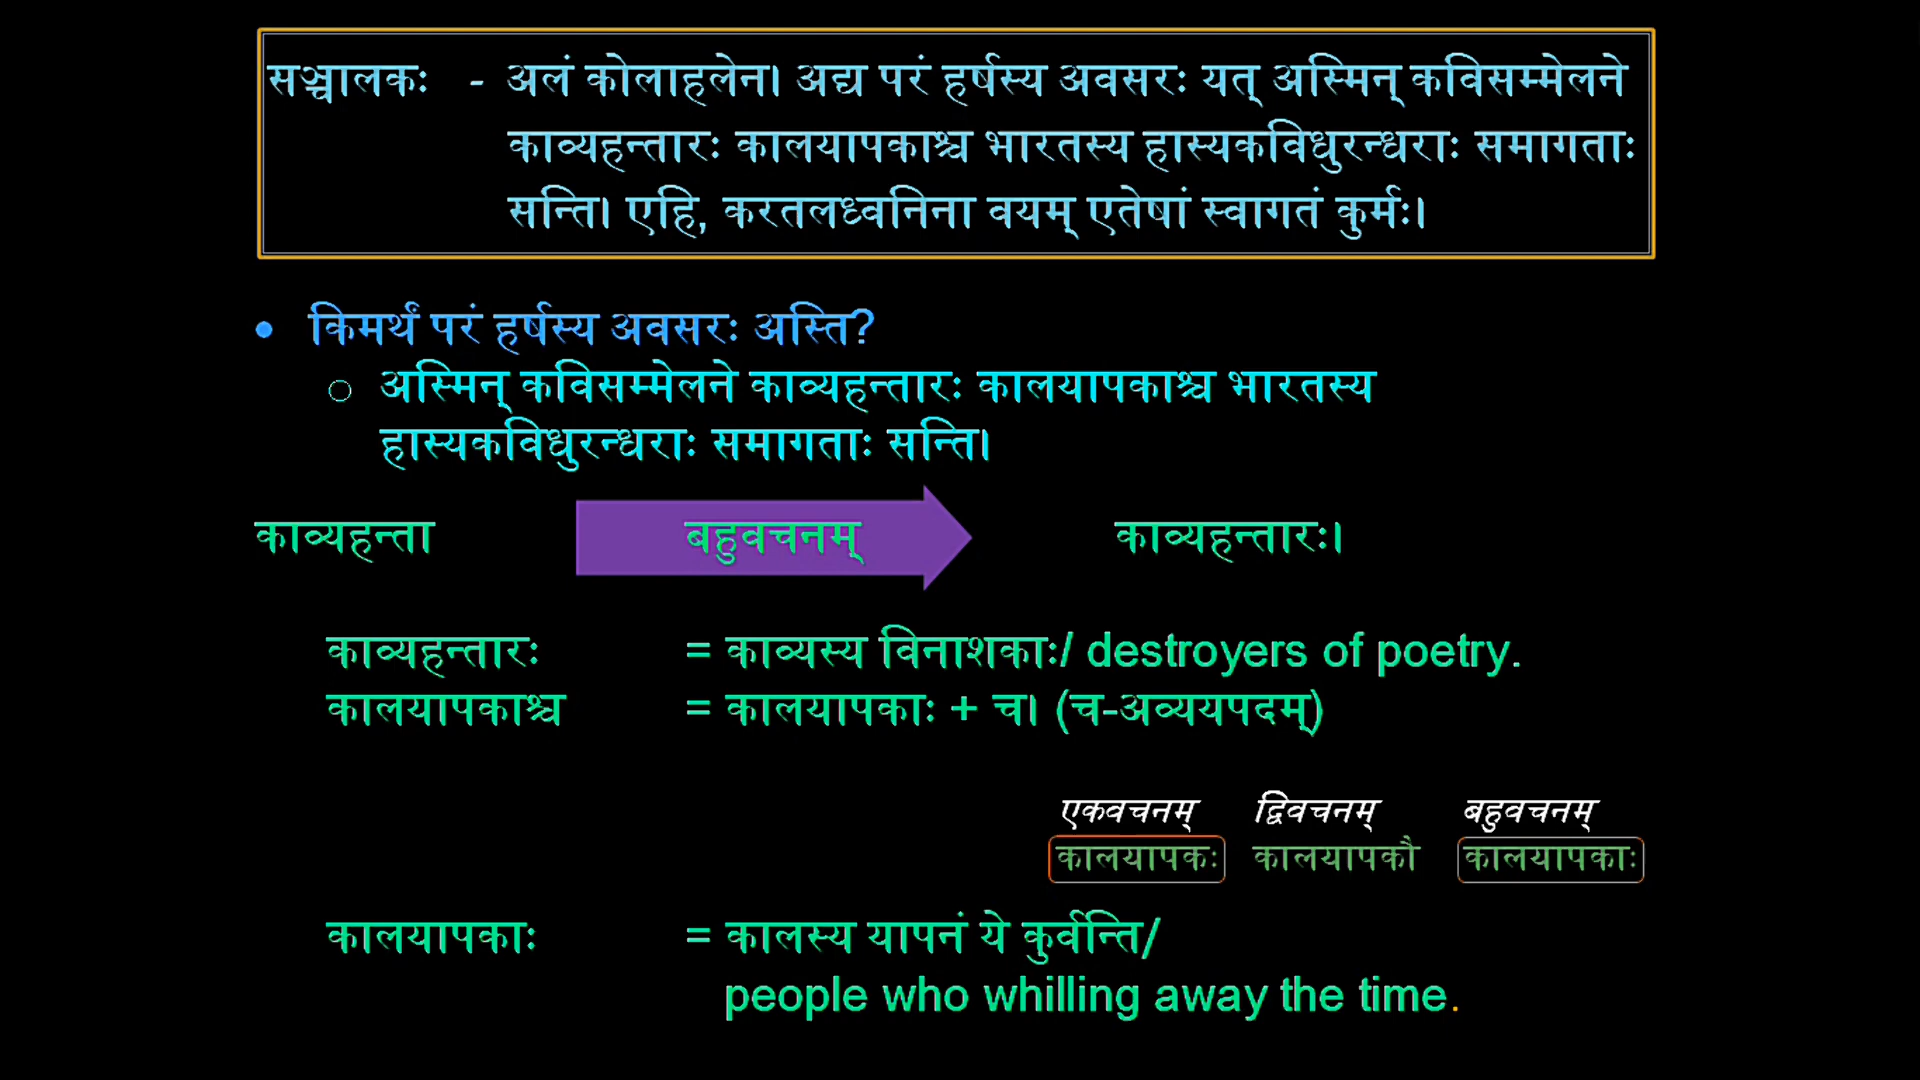 सञ्चालकः - अलं कोलाहलेन। अद्य परं हर्षस्य अवसरः यत् अस्मिन् कविसम्मेलने
काव्यहन्तारः कालयापकाश्च भारतस्य हास्यकविधुरन्धराः समागताः
सन्ति। एहि, करतलध्वनिना वयम् एतेषां स्वागतं कुर्मः।
• किमर्थं परं हर्षस्य अवसरः अस्ति?
○ अस्मिन् कविसम्मेलने काव्यहन्तारः कालयापकाश्च भारतस्य
हास्यकविधुरन्धराः समागताः सन्ति।
काव्यहन्ता बहुवचनम् काव्यहन्तारः।
काव्यहन्तारः = काव्यस्य विनाशकाः/ destroyers of poetry.
कालयापकाश्च = कालयापकाः + च। (च-अव्ययपदम्)
एकवचनम् द्विवचनम् बहुवचनम्
कालयापकः कालयापकौ कालयापकाः
कालयापकाः = कालस्य यापनं ये कुर्वन्ति/
people who whilling away the time.